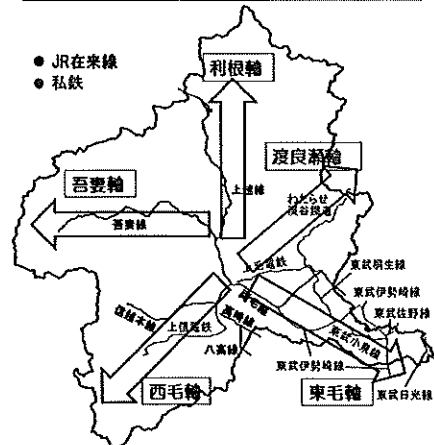 ● JR在来線
● 私鉄
利根軸
渡良瀬軸
吾妻軸
上越線
わたらせ
渓谷鐵道
吾妻線
上毛電鉄
東武桐生線
東武伊勢崎線
東武佐野線
信越本線
上信電鉄
高崎線
両毛線
東武小泉線
八高線
東武伊勢崎線
西毛軸
東毛軸
東武日光線